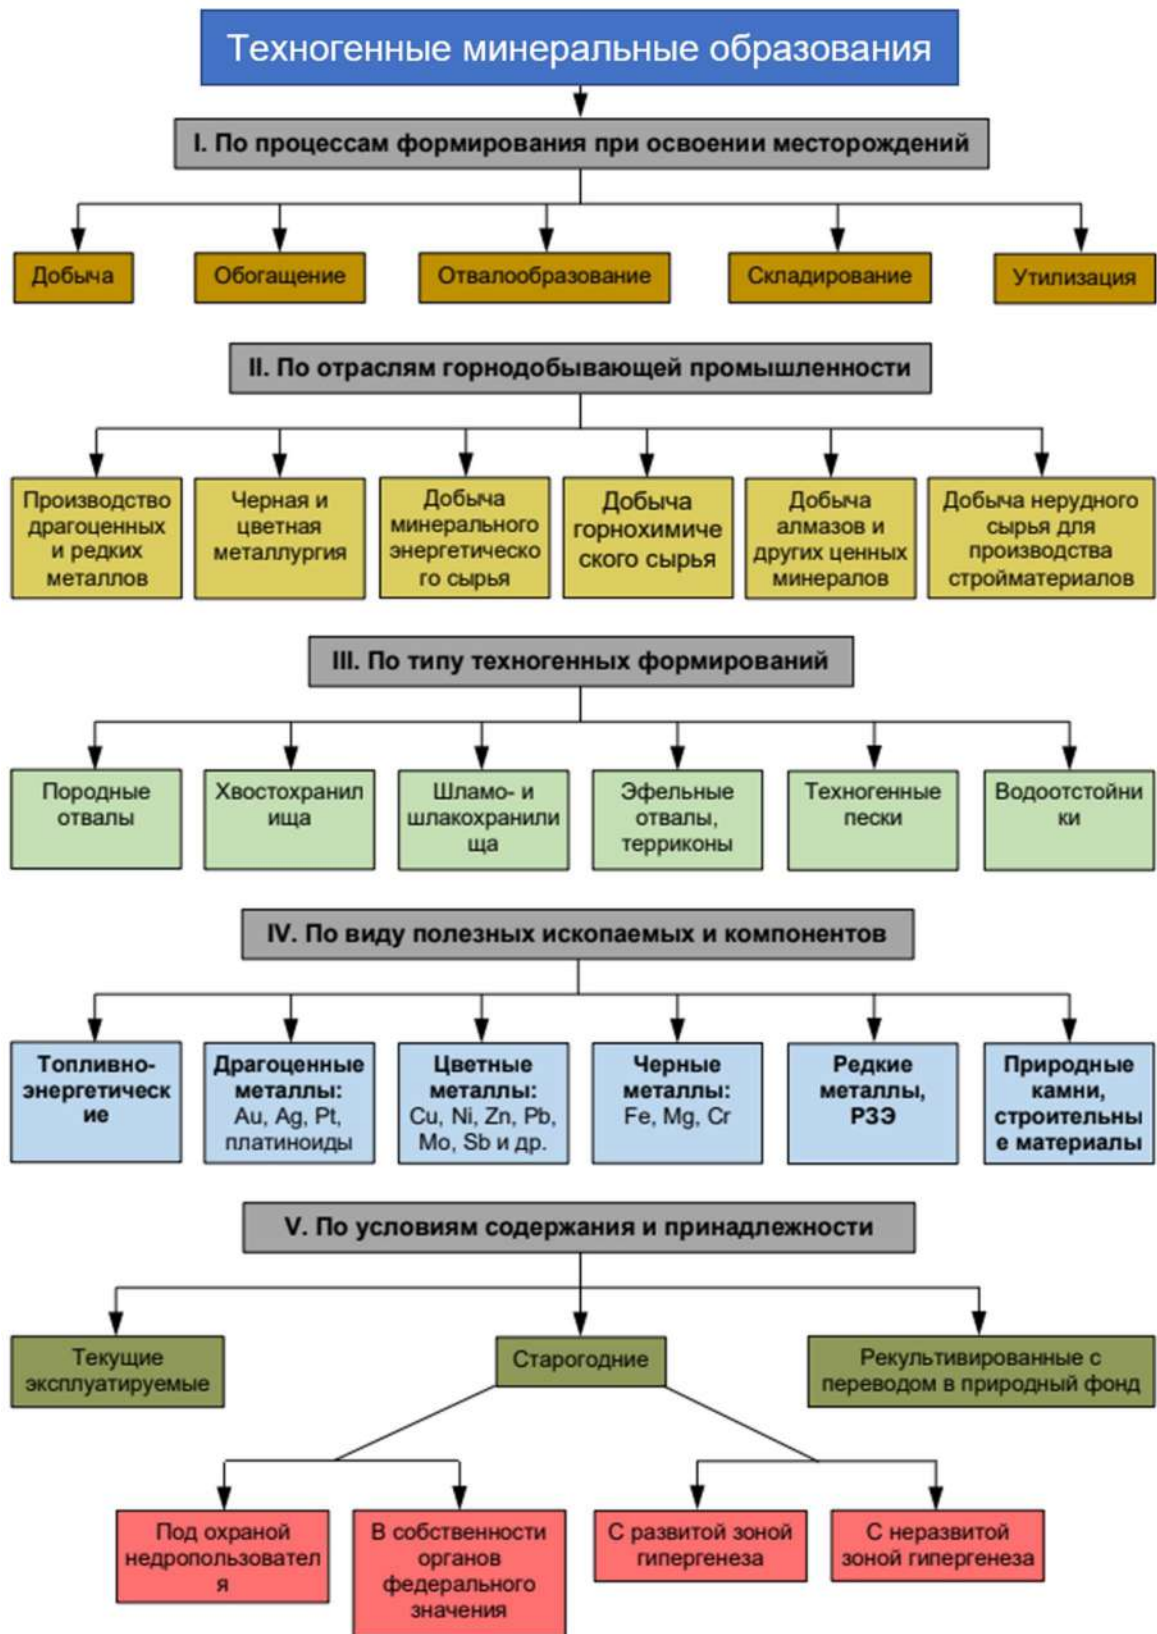 Техногенные минеральные образования
I. По процессам формирования при освоении месторождений
Добыча
Обогащение
Отвалообразование
Складирование
Утилизация
II. По отраслям горнодобывающей промышленности
Производство
драгоценных
и редких
металлов
Черная и
цветная
металлургия
Добыча
минерального
энергетическо
го сырья
Добыча
горнохимиче
ского сырья
Добыча
алмазов и
других ценных
минералов
Добыча нерудного
сырья для
производства
стройматериалов
III. По типу техногенных формирований
Породные
отвалы
Хвостохранил
ища
Шламо- и
шлакохранили
ща
Эфельные
отвалы,
терриконы
Техногенные
пески
Водоотстойни
ки
IV. По виду полезных ископаемых и компонентов
Топливно-
энергетическ
ие
Драгоценные
металлы:
Au, Ag, Pt,
платиноиды
Цветные
металлы:
Cu, Ni, Zn, Pb,
Mo, Sb и др.
Черные
металлы:
Fe, Mg, Cr
Редкие
металлы,
РЗЭ
Природные
камни,
строительны
е материалы
V. По условиям содержания и принадлежности
Текущие
эксплуатируемые
Старогодние
Рекультивированные с
переводом в природный фонд
Под охраной
недропользовател
я
В собственности
органов
федерального
значения
С развитой зоной
гипергенеза
С неразвитой
зоной гипергенеза